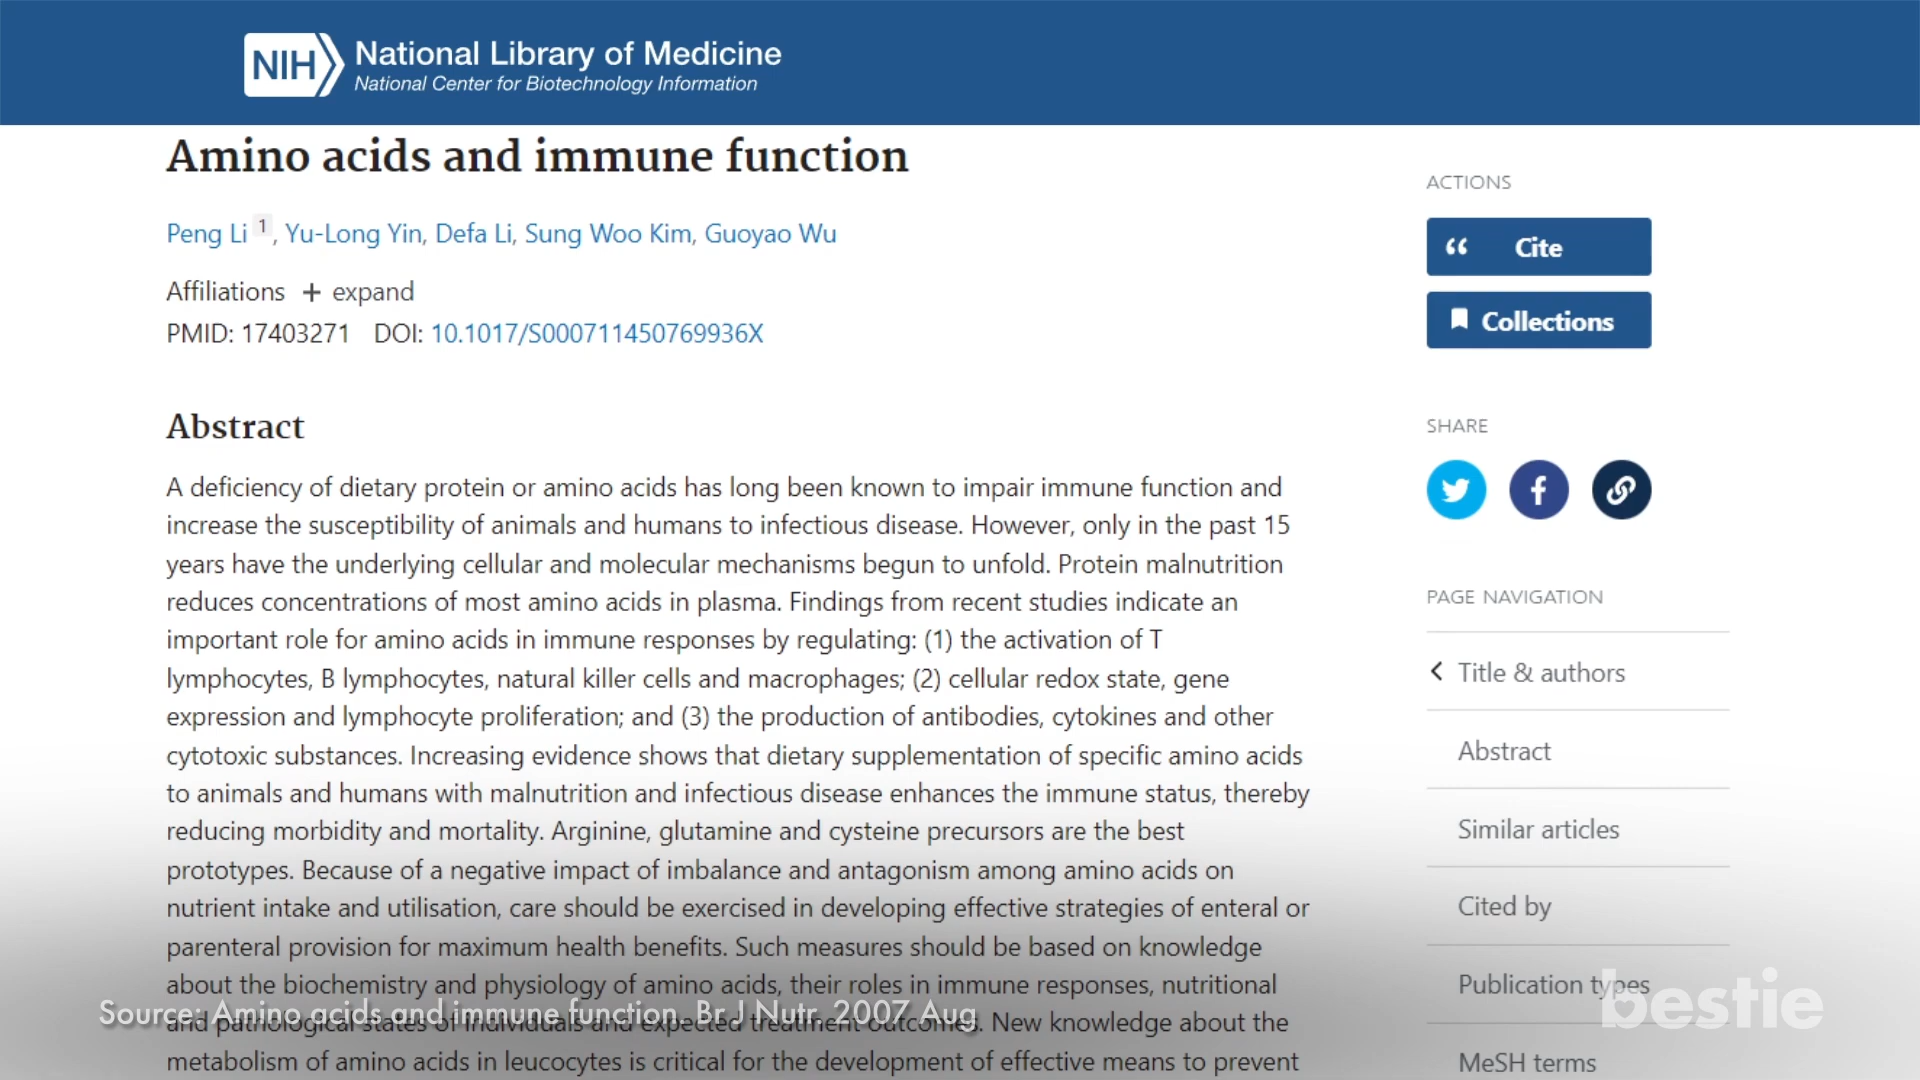 NIH
National Library of Medicine
National Center for Biotechnology Information
Amino acids and immune function
Peng Li 1, Yu-Long Yin, Defa Li, Sung Woo Kim, Guoyao Wu
Affiliations + expand
PMID: 17403271 DOI: 10.1017/S000711450769936X
Abstract
A deficiency of dietary protein or amino acids has long been known to impair immune function and
increase the susceptibility of animals and humans to infectious disease. However, only in the past 15
years have the underlying cellular and molecular mechanisms begun to unfold. Protein malnutrition
reduces concentrations of most amino acids in plasma. Findings from recent studies indicate an
important role for amino acids in immune responses by regulating: (1) the activation of T
lymphocytes, B lymphocytes, natural killer cells and macrophages; (2) cellular redox state, gene
expression and lymphocyte proliferation; and (3) the production of antibodies, cytokines and other
cytotoxic substances. Increasing evidence shows that dietary supplementation of specific amino acids
to animals and humans with malnutrition and infectious disease enhances the immune status, thereby
reducing morbidity and mortality. Arginine, glutamine and cysteine precursors are the best
prototypes. Because of a negative impact of imbalance and antagonism among amino acids on
nutrient intake and utilisation, care should be exercised in developing effective strategies of enteral or
parenteral provision for maximum health benefits. Such measures should be based on knowledge
about the biochemistry and physiology of amino acids, their roles in immune responses, nutritional
and pathological states of individuals and expected treatment outcomes. New knowledge about the
metabolism of amino acids in leucocytes is critical for the development of effective means to prevent
Source: Amino acids and immune function. Br J Nutr. 2007 Aug
ACTIONS
Cite
Collections
SHARE
PAGE NAVIGATION
Title & authors
Abstract
Similar articles
Cited by
Publication types
MeSH terms
bestie